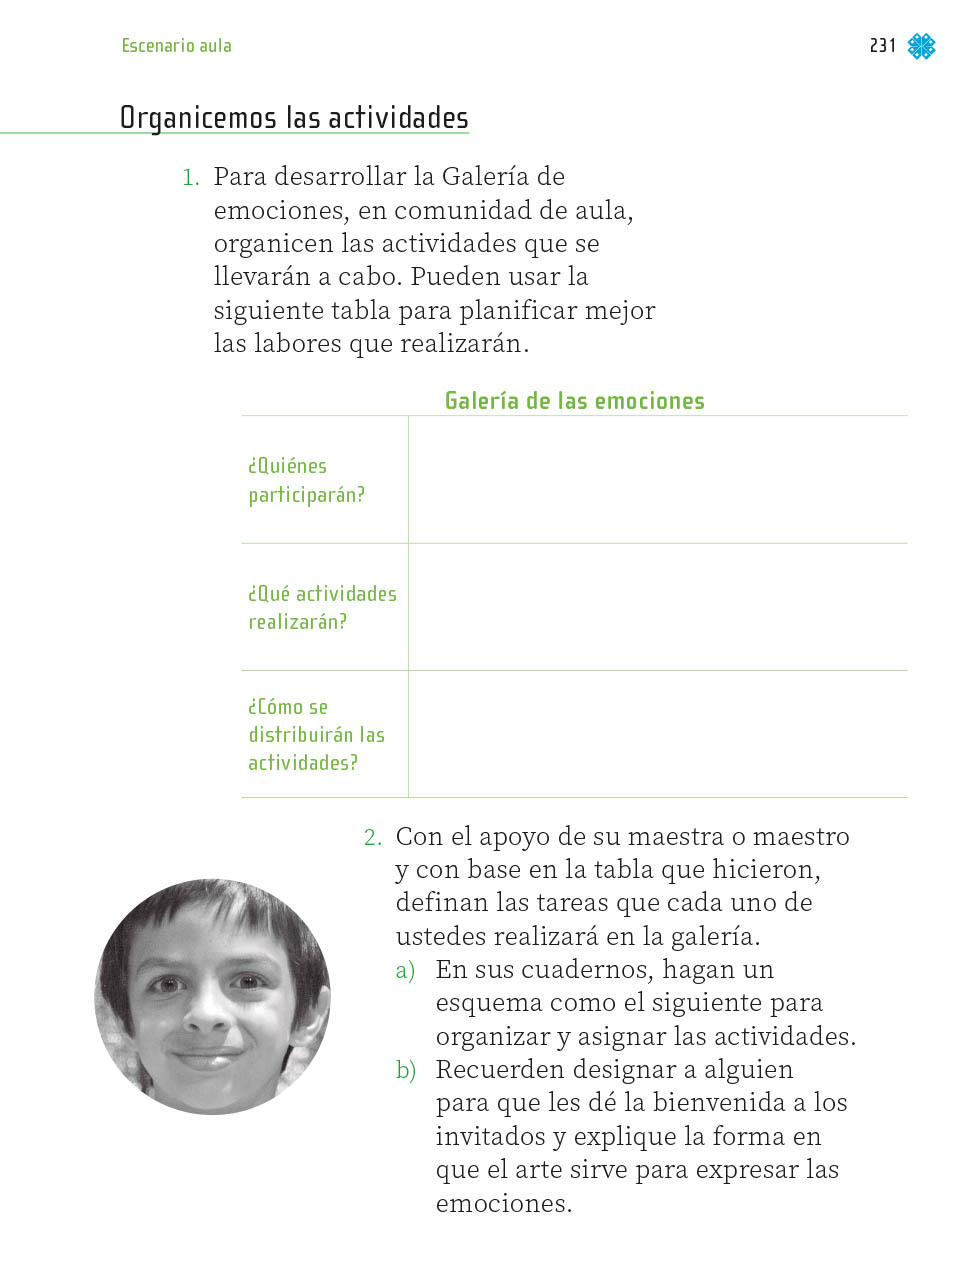 Escenario aula
231
Organicemos las actividades
1. Para desarrollar la Galería de
emociones, en comunidad de aula,
organicen las actividades que se
llevarán a cabo. Pueden usar la
siguiente tabla para planificar mejor
las labores que realizarán.
Galería de las emociones
¿Quiénes
participarán?
¿Qué actividades
realizarán?
¿Cómo se
distribuirán las
actividades?
2. Con el apoyo de su maestra o maestro
y con base en la tabla que hicieron,
definan las tareas que cada uno de
ustedes realizará en la galería.
a) En sus cuadernos, hagan un
esquema como el siguiente para
organizar y asignar las actividades.
b) Recuerden designar a alguien
para que les dé la bienvenida a los
invitados y explique la forma en
que el arte sirve para expresar las
emociones.